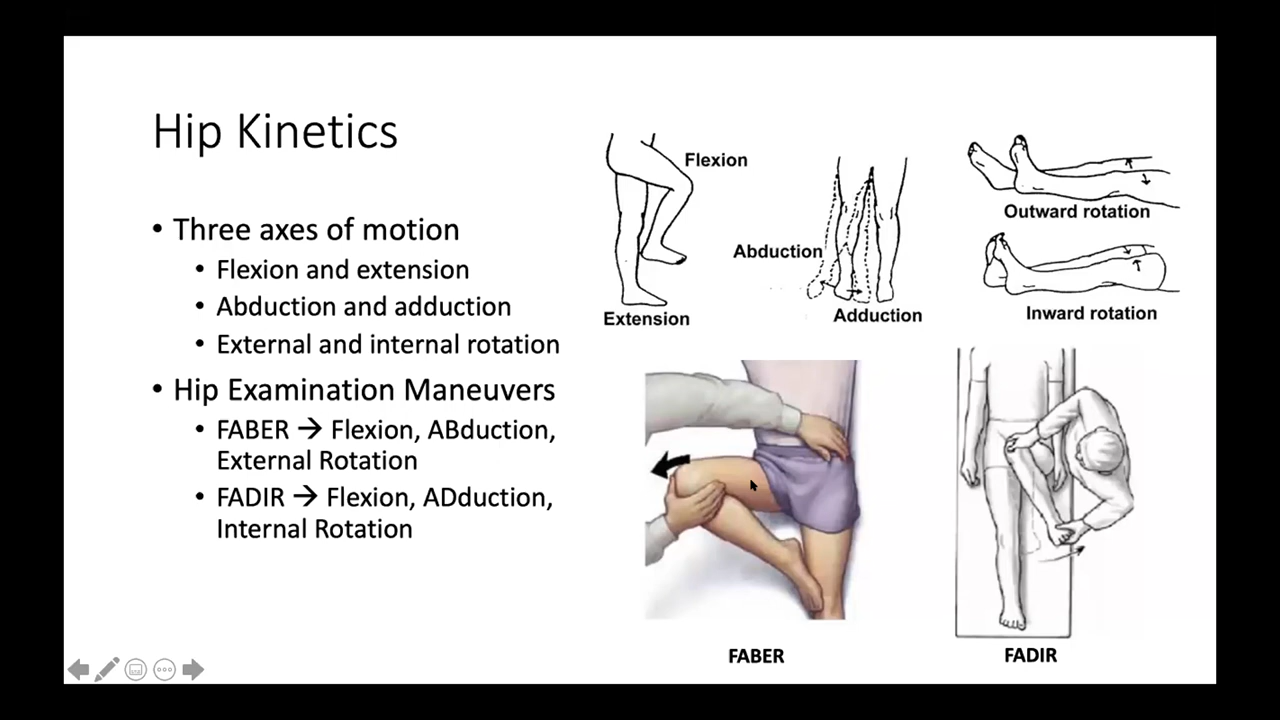 Hip Kinetics
• Three axes of motion
• Flexion and extension
• Abduction and adduction
• External and internal rotation
• Hip Examination Maneuvers
• FABER → Flexion, ABduction,
External Rotation
• FADIR → Flexion, ADduction,
Internal Rotation
Flexion
Extension
Abduction
Adduction
Outward rotation
Inward rotation
FABER
FADIR